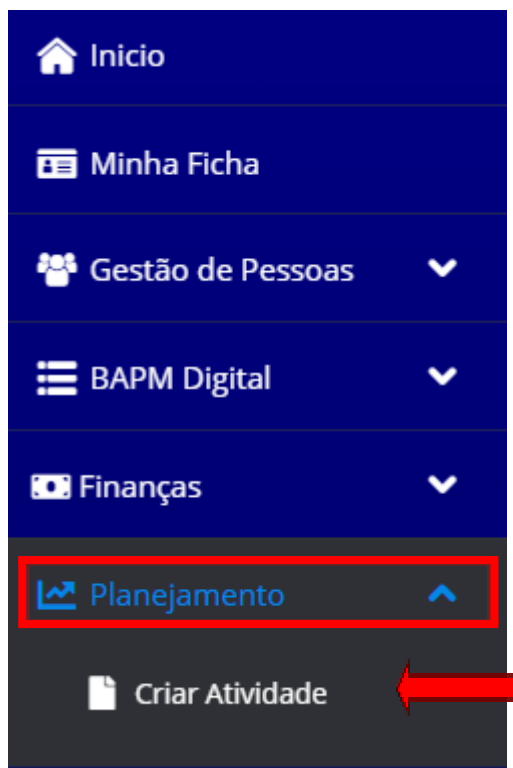 Inicio
Minha Ficha
Gestão de Pessoas
BAPM Digital
Finanças
Planejamento
Criar Atividade